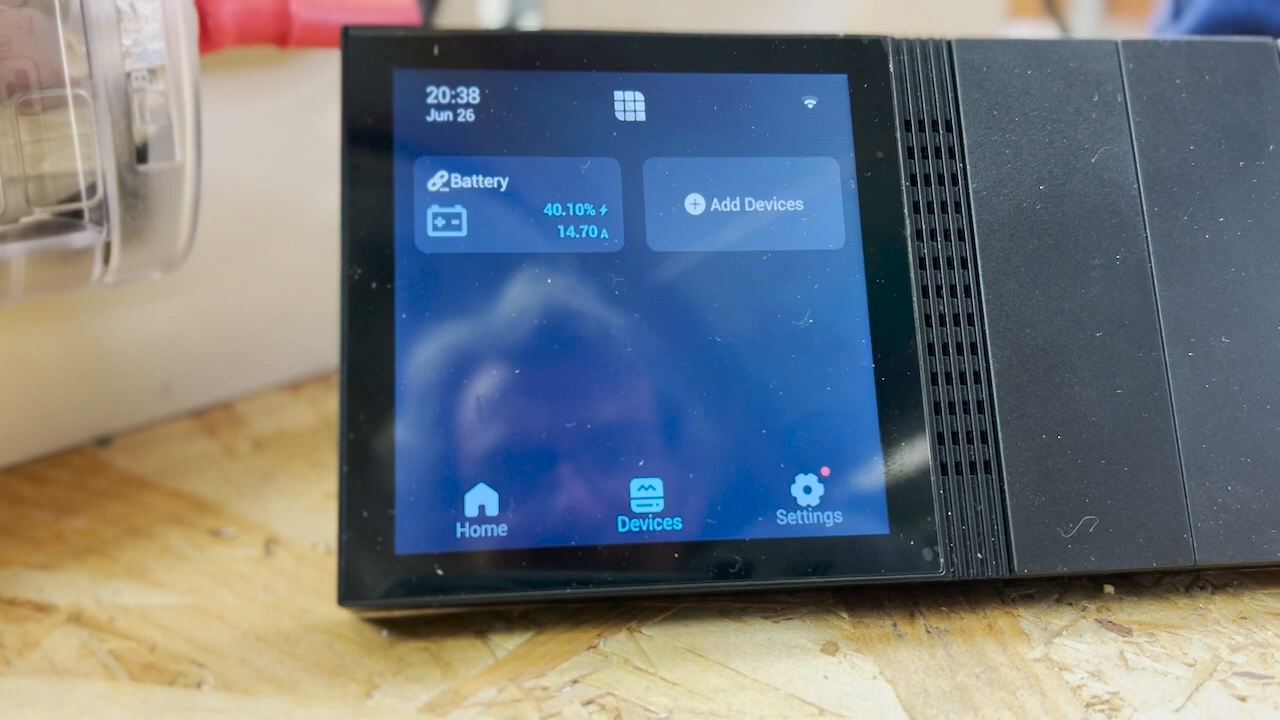 20:38
Jun 26
Battery
40.10%
14.70 A
Add Devices
Home
Devices
Settings